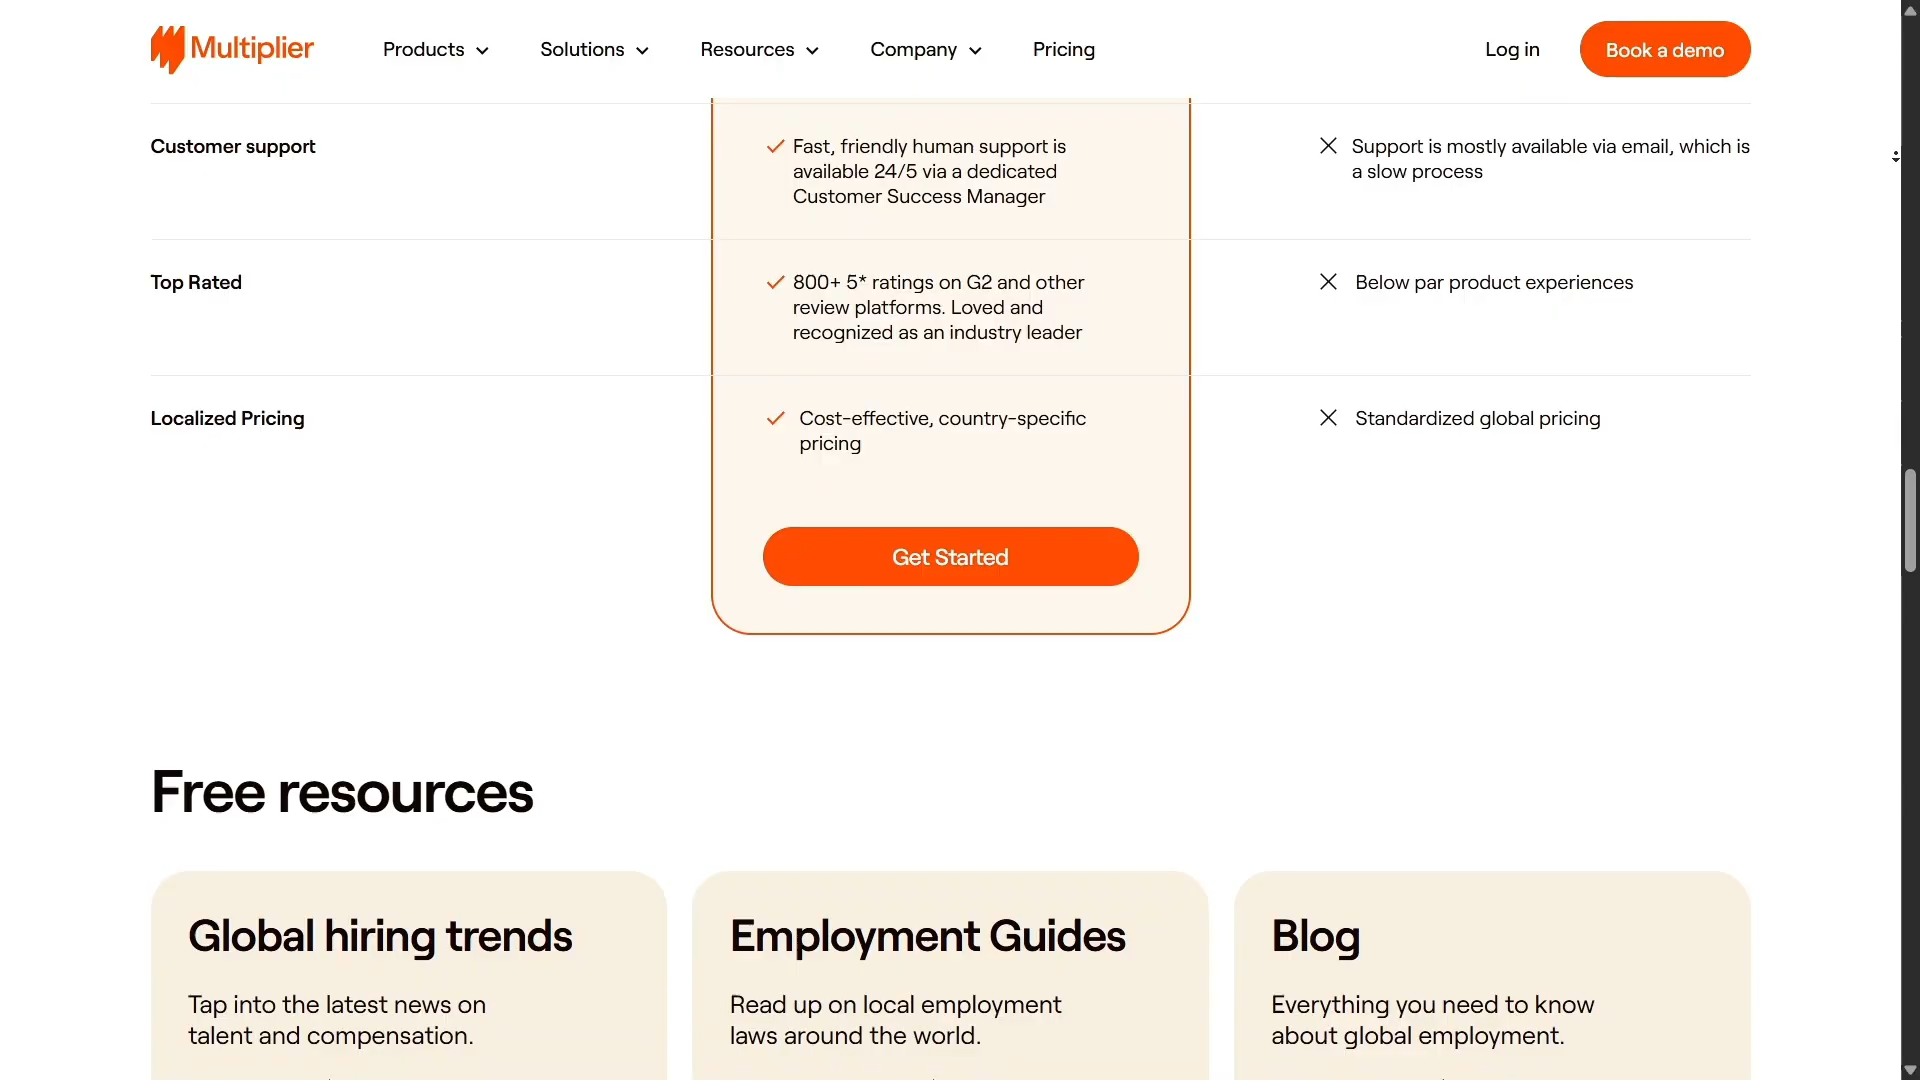 Multiplier
Products
Solutions
Resources
Company
Pricing
Log in
Book a demo
Customer support
Fast, friendly human support is
available 24/5 via a dedicated
Customer Success Manager
Support is mostly available via email, which is
a slow process
Top Rated
800+ 5* ratings on G2 and other
review platforms. Loved and
recognized as an industry leader
Below par product experiences
Localized Pricing
Cost-effective, country-specific
pricing
Standardized global pricing
Get Started
Free resources
Global hiring trends
Tap into the latest news on
talent and compensation.
Employment Guides
Read up on local employment
laws around the world.
Blog
Everything you need to know
about global employment.